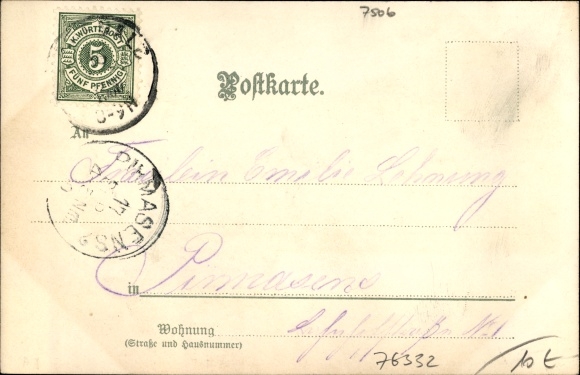 7506
K. WÜRTT. POST
5
FÜNF PFENNIG
Postkarte.
An
Fräulein Emilie Lehnung
PIRMASENS
in Pirmasens
Wohnung
(Straße und Hausnummer)
76332
10 €